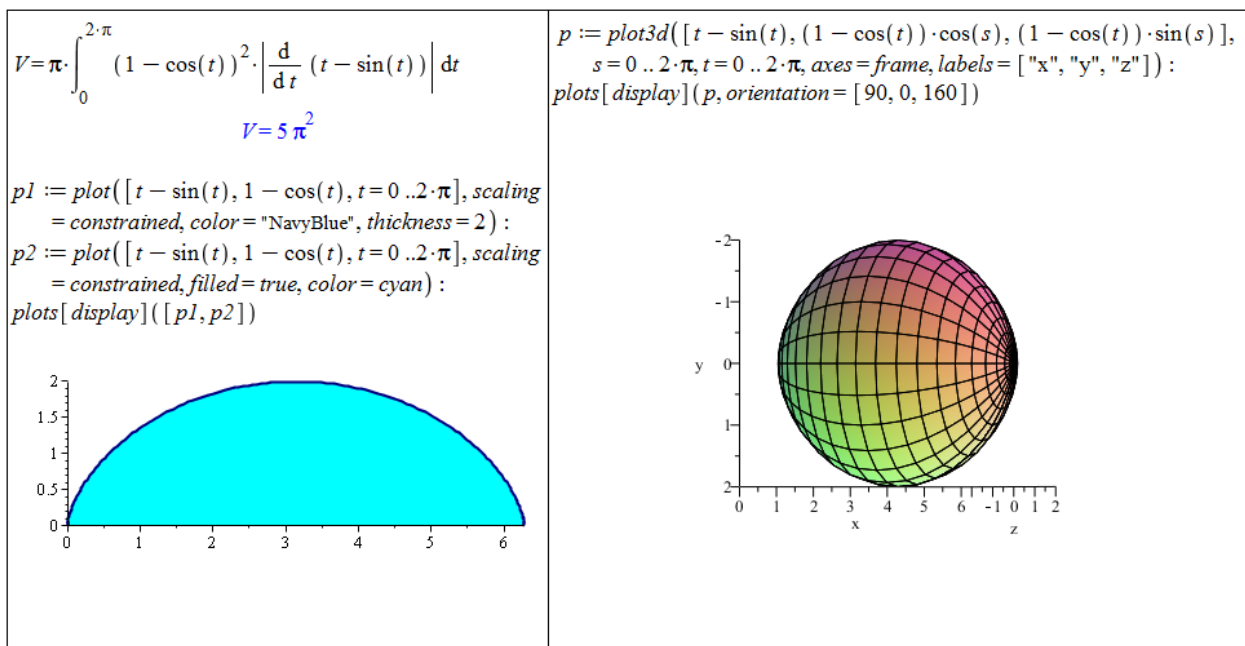 V = π · ∫₀^{2·π} (1 − cos(t))² · |d/dt (t − sin(t))| dt
V = 5 π²
p1 := plot([t − sin(t), 1 − cos(t), t = 0 ..2·π], scaling
= constrained, color = "NavyBlue", thickness = 2) :
p2 := plot([t − sin(t), 1 − cos(t), t = 0 ..2·π], scaling
= constrained, filled = true, color = cyan) :
plots[display]([p1, p2])
2
1.5
1
0.5
0
0 1 2 3 4 5 6
p := plot3d([t − sin(t), (1 − cos(t))·cos(s), (1 − cos(t))·sin(s)],
s = 0 .. 2·π, t = 0 .. 2·π, axes = frame, labels = ["x", "y", "z"]) :
plots[display](p, orientation = [90, 0, 160])
-2
-1
y 0
1
2
0 1 2 3 4 5 6 -1 0 1 2
x z